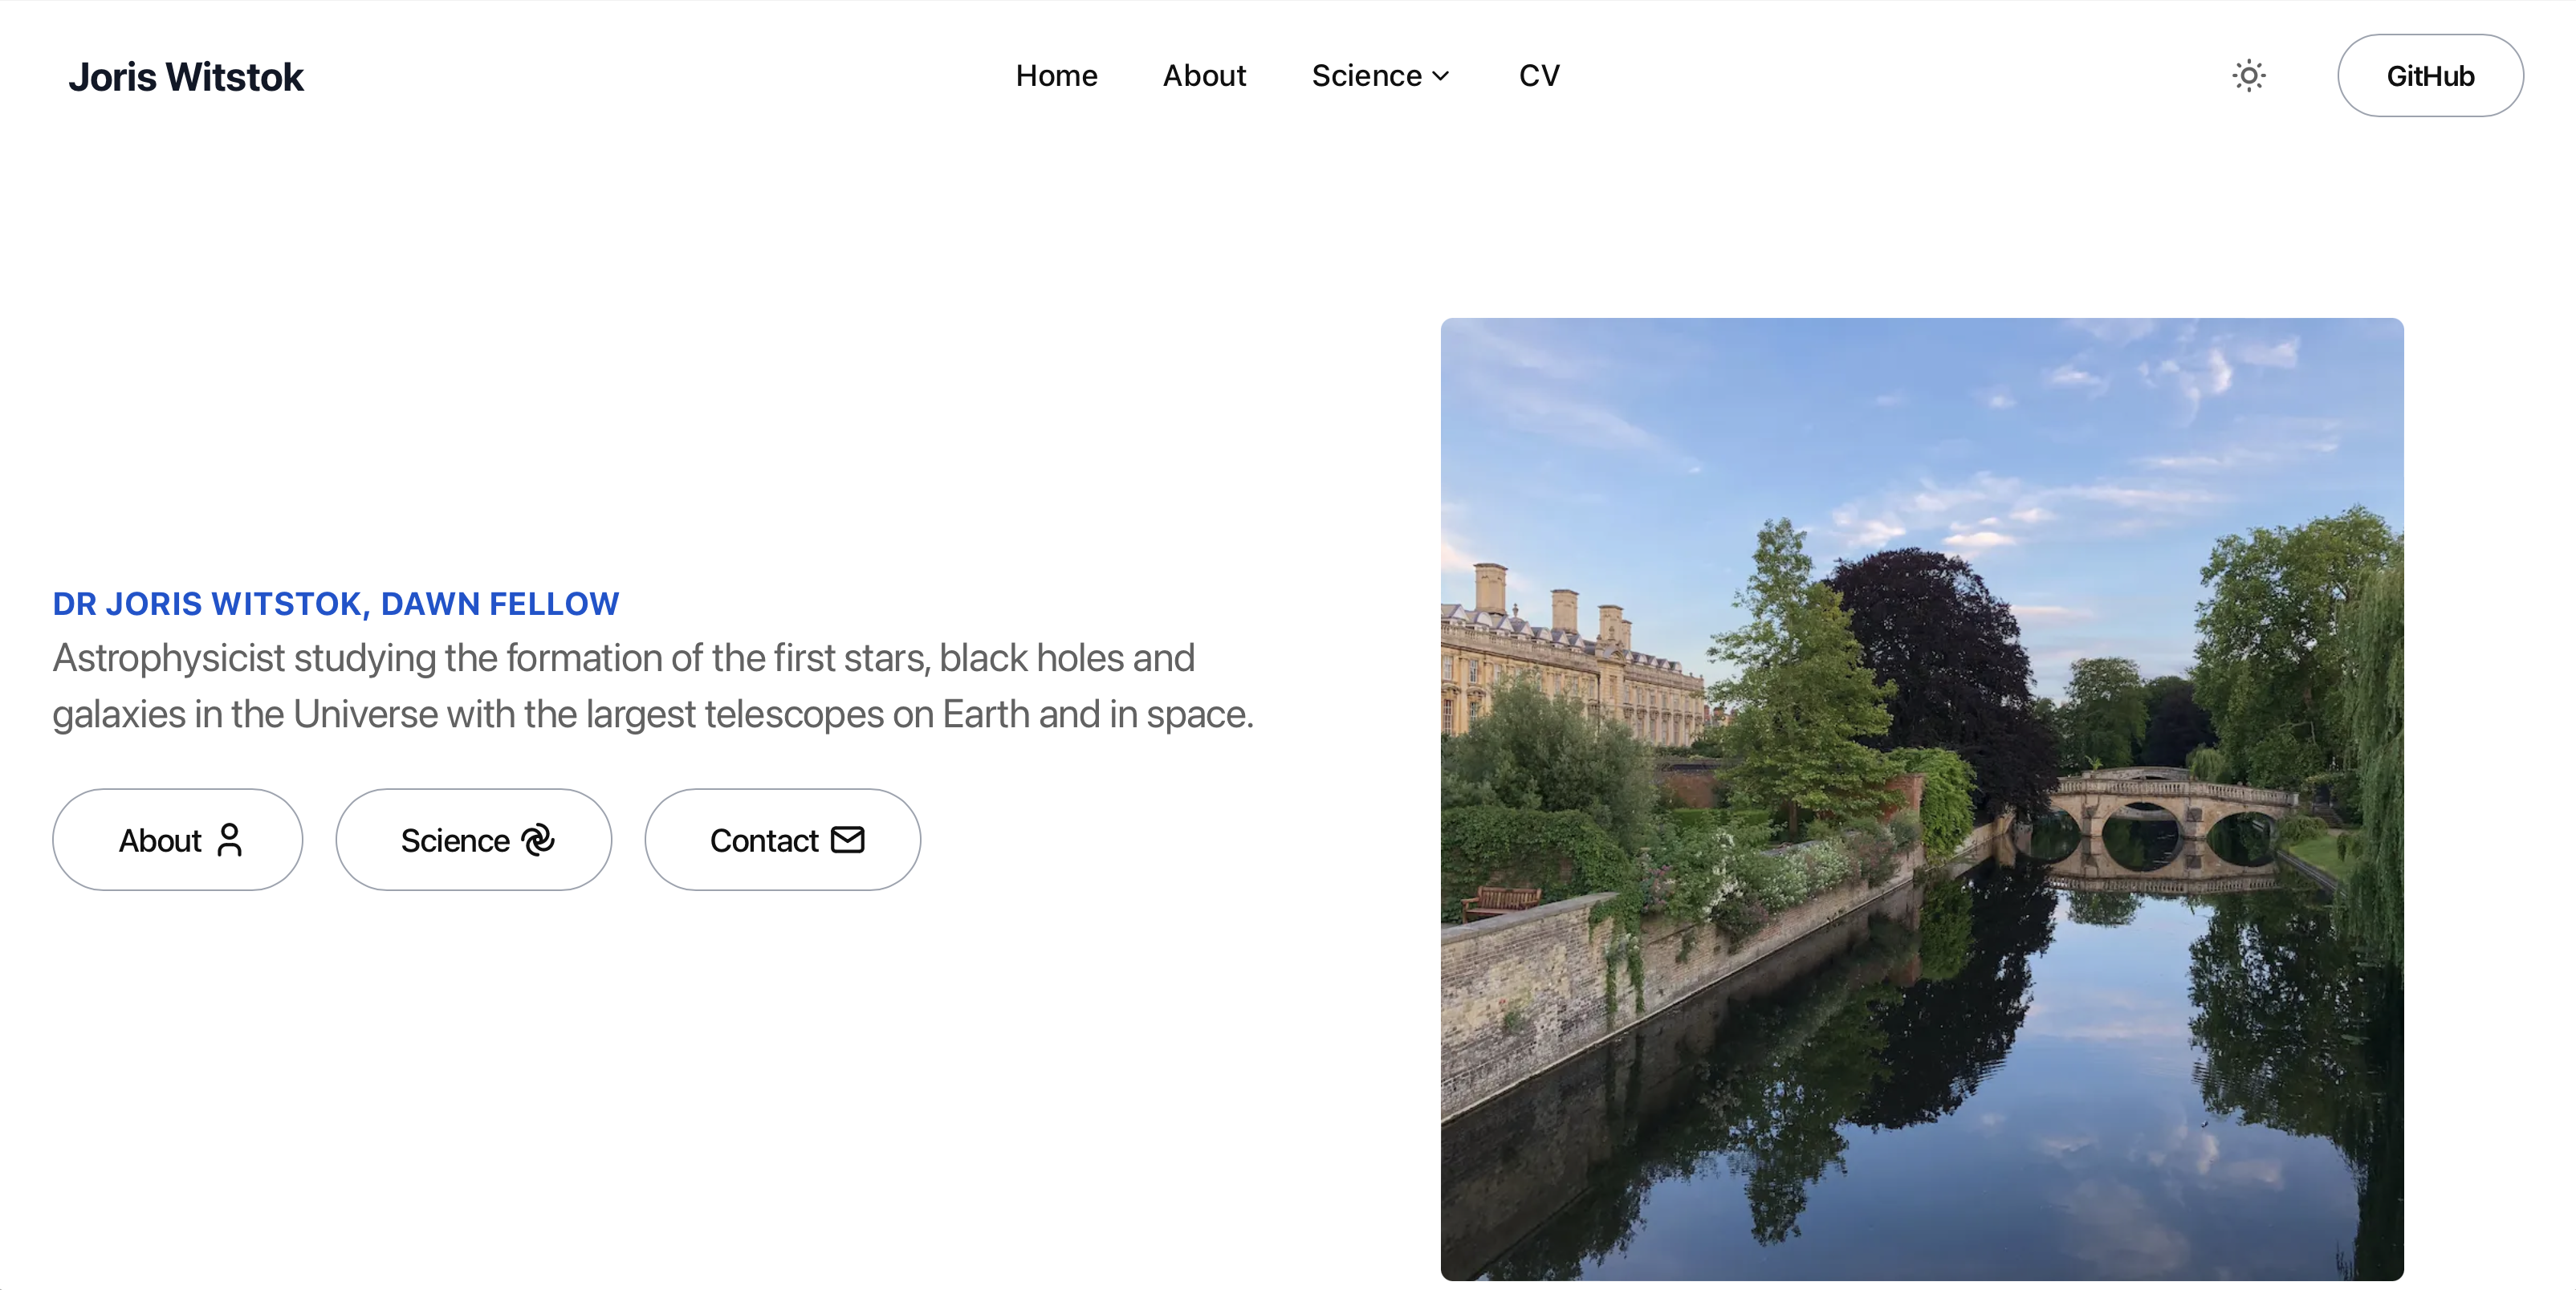 Joris Witstok
Home About Science CV
GitHub
DR JORIS WITSTOK, DAWN FELLOW
Astrophysicist studying the formation of the first stars, black holes and
galaxies in the Universe with the largest telescopes on Earth and in space.
About Science Contact